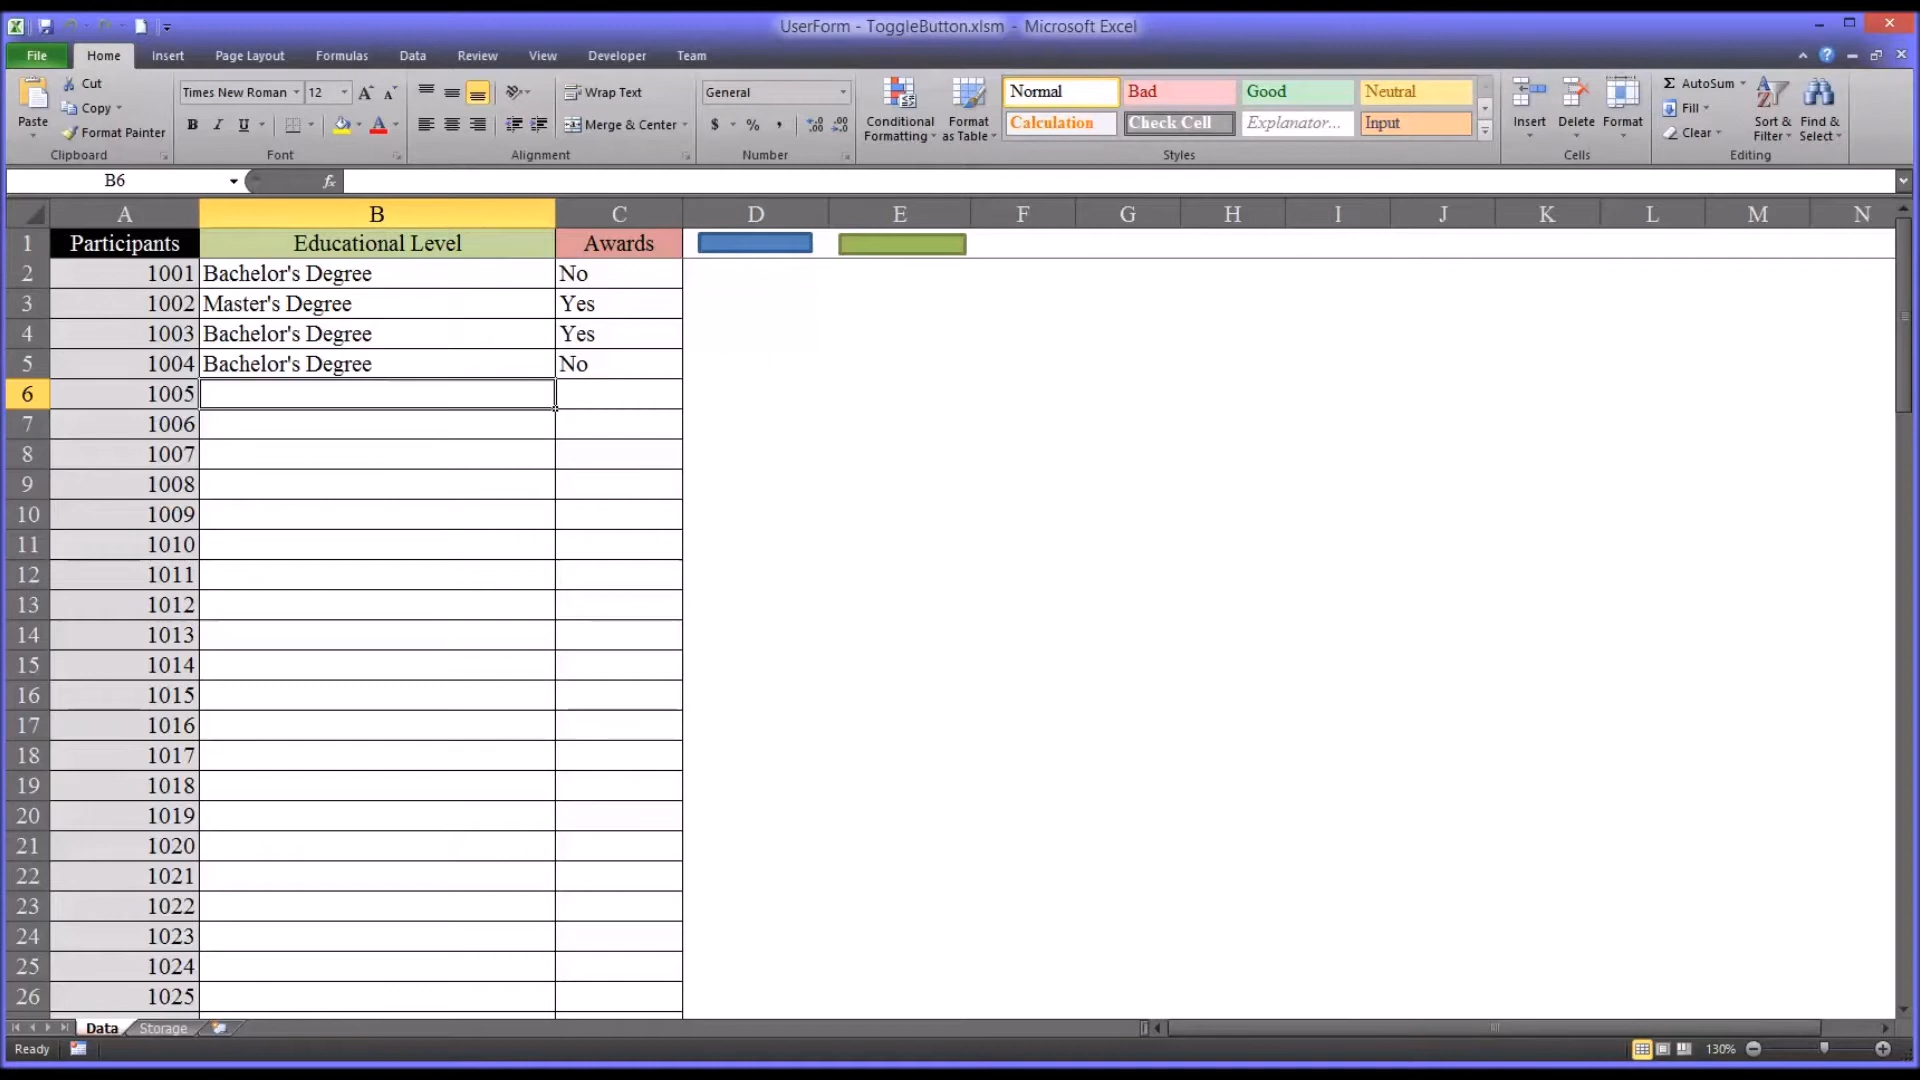 UserForm - ToggleButton.xlsm - Microsoft Excel
File Home Insert Page Layout Formulas Data Review View Developer Team
Paste
Cut
Copy
Format Painter
Clipboard
Times New Roman 12
B I U
Font
Wrap Text
Merge & Center
Alignment
General
$ % ,
Number
Conditional Formatting
Format as Table
Normal Bad Good Neutral
Calculation Check Cell Explanator... Input
Styles
Insert Delete Format
Cells
Σ AutoSum
Fill
Clear
Sort & Filter
Find & Select
Editing
B6 fx
A B C D E F G H I J K L M N
1 Participants Educational Level Awards
2 1001 Bachelor's Degree No
3 1002 Master's Degree Yes
4 1003 Bachelor's Degree Yes
5 1004 Bachelor's Degree No
6 1005
7 1006
8 1007
9 1008
10 1009
11 1010
12 1011
13 1012
14 1013
15 1014
16 1015
17 1016
18 1017
19 1018
20 1019
21 1020
22 1021
23 1022
24 1023
25 1024
26 1025
Data Storage
Ready 130%